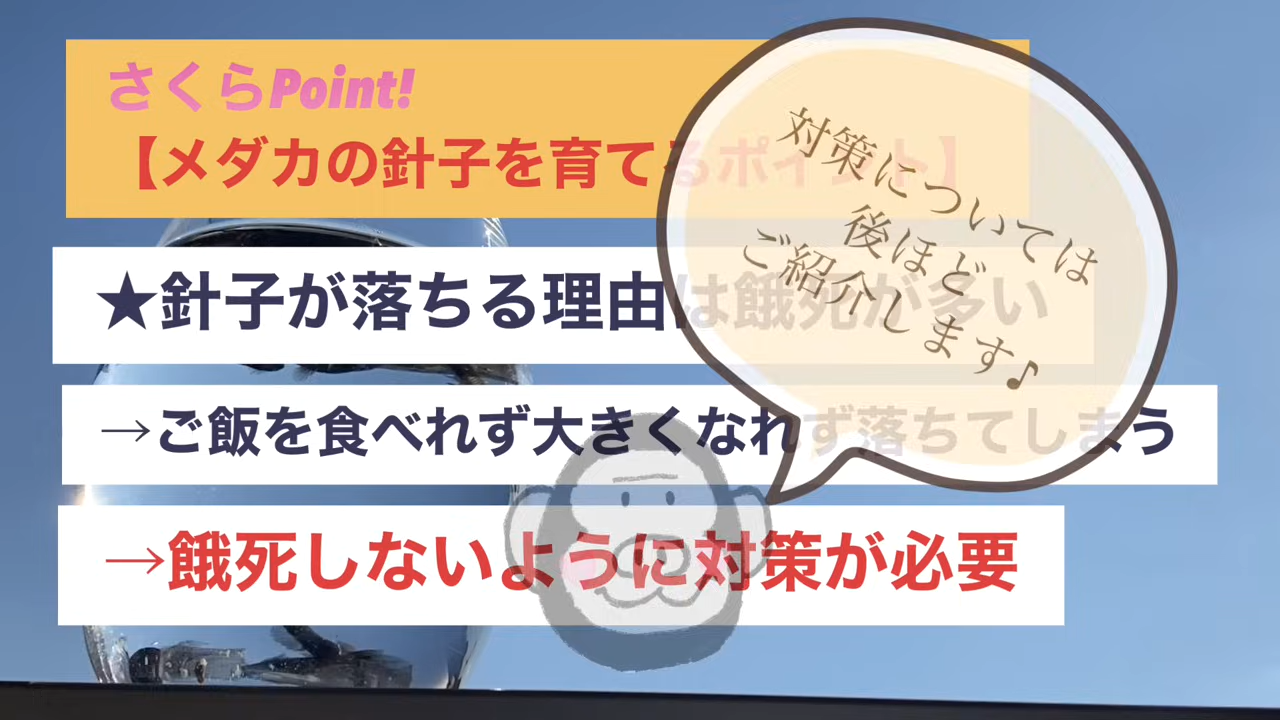 さくらPoint!
【メダカの針子を育てるポイント】
★針子が落ちる理由は餓死が多い
→ご飯を食べれず大きくなれず落ちてしまう
→餓死しないように対策が必要
対策については
後ほど
ご紹介します♪